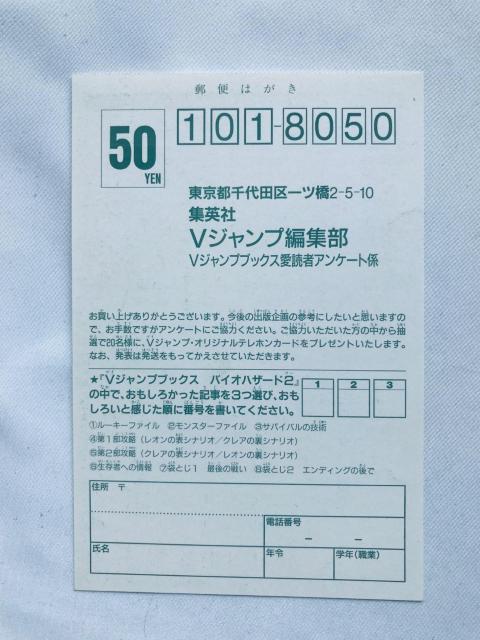 郵便はがき
50
YEN
101-8050
東京都千代田区一ツ橋2-5-10
集英社
Vジャンプ編集部
Vジャンプブックス愛読者アンケート係
お買い上げありがとうございます。今後の出版企画の参考にしたいと思いますの
で、お手数ですがアンケートにご協力ください。ご協力いただいた方の中から抽
選で20名様に、Vジャンプ・オリジナルテレホンカードをプレゼントいたします。
なお、発表は発送をもってかえさせていただきます。
★『Vジャンプブックス バイオハザード2』
の中で、おもしろかった記事を3つ選び、おも
しろいと感じた順に番号を書いてください。
1 2 3
①ルーキーファイル ②モンスターファイル ③サバイバルの技術
④第1部攻略（レオンの表シナリオ／クレアの裏シナリオ）
⑤第2部攻略（クレアの表シナリオ／レオンの裏シナリオ）
⑥生存者への情報 ⑦袋とじ1 最後の戦い ⑧袋とじ2 エンディングの後で
住所 〒
電話番号
－ －
氏名
年令
学年(職業)